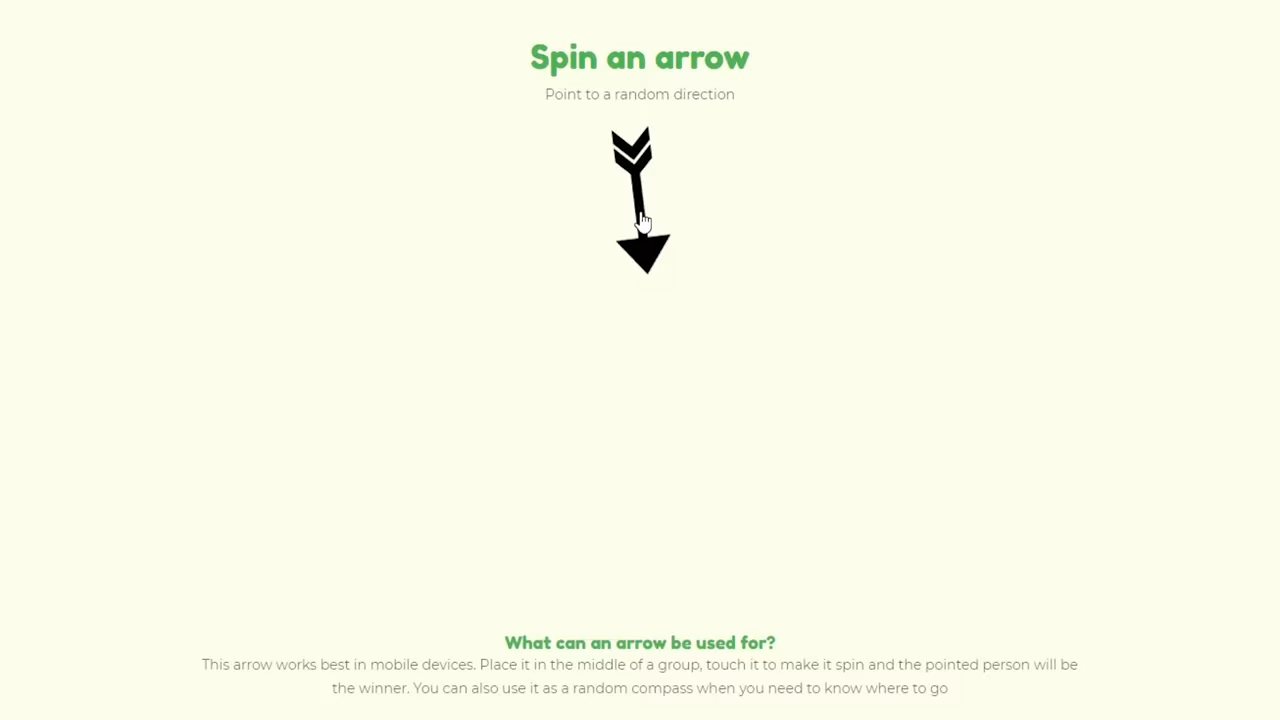 Spin an arrow
Point to a random direction
What can an arrow be used for?
This arrow works best in mobile devices. Place it in the middle of a group, touch it to make it spin and the pointed person will be
the winner. You can also use it as a random compass when you need to know where to go